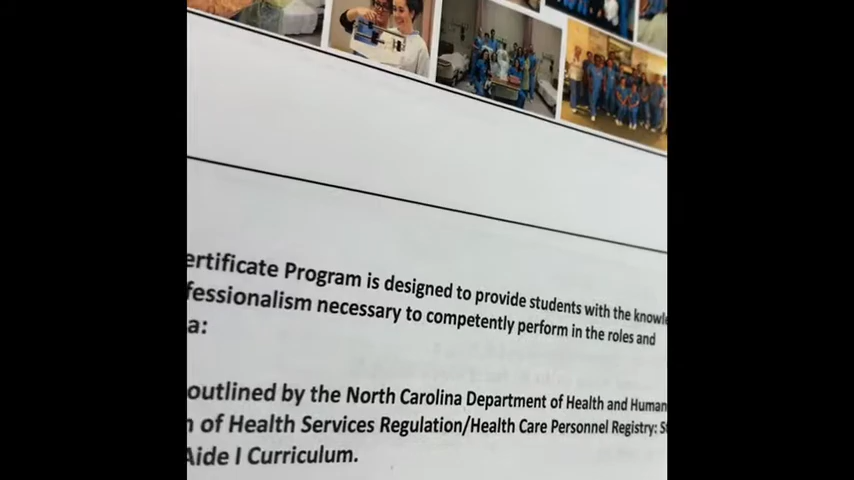 ertificate Program is designed to provide students with the knowle
fessionalism necessary to competently perform in the roles and
a:
outlined by the North Carolina Department of Health and Human
n of Health Services Regulation/Health Care Personnel Registry: S
Aide I Curriculum.